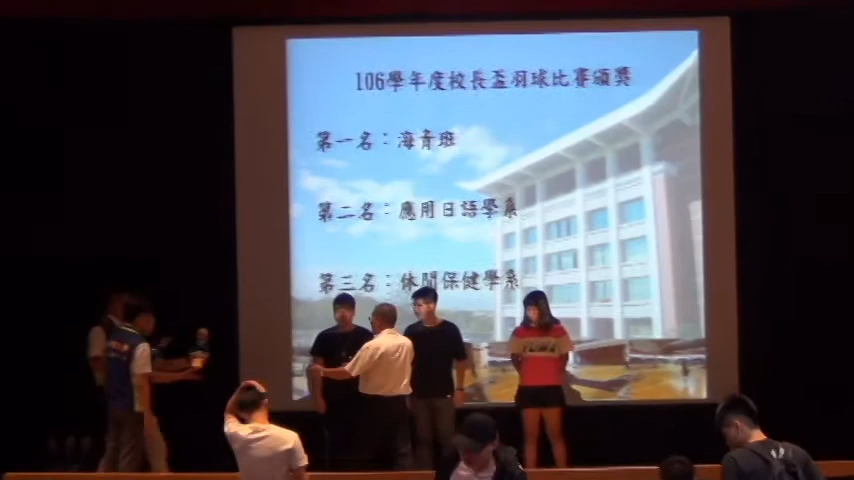 106學年度校長盃羽球比賽頒獎
第一名：海青班
第二名：應用日語學系
第三名：休閒保健學系